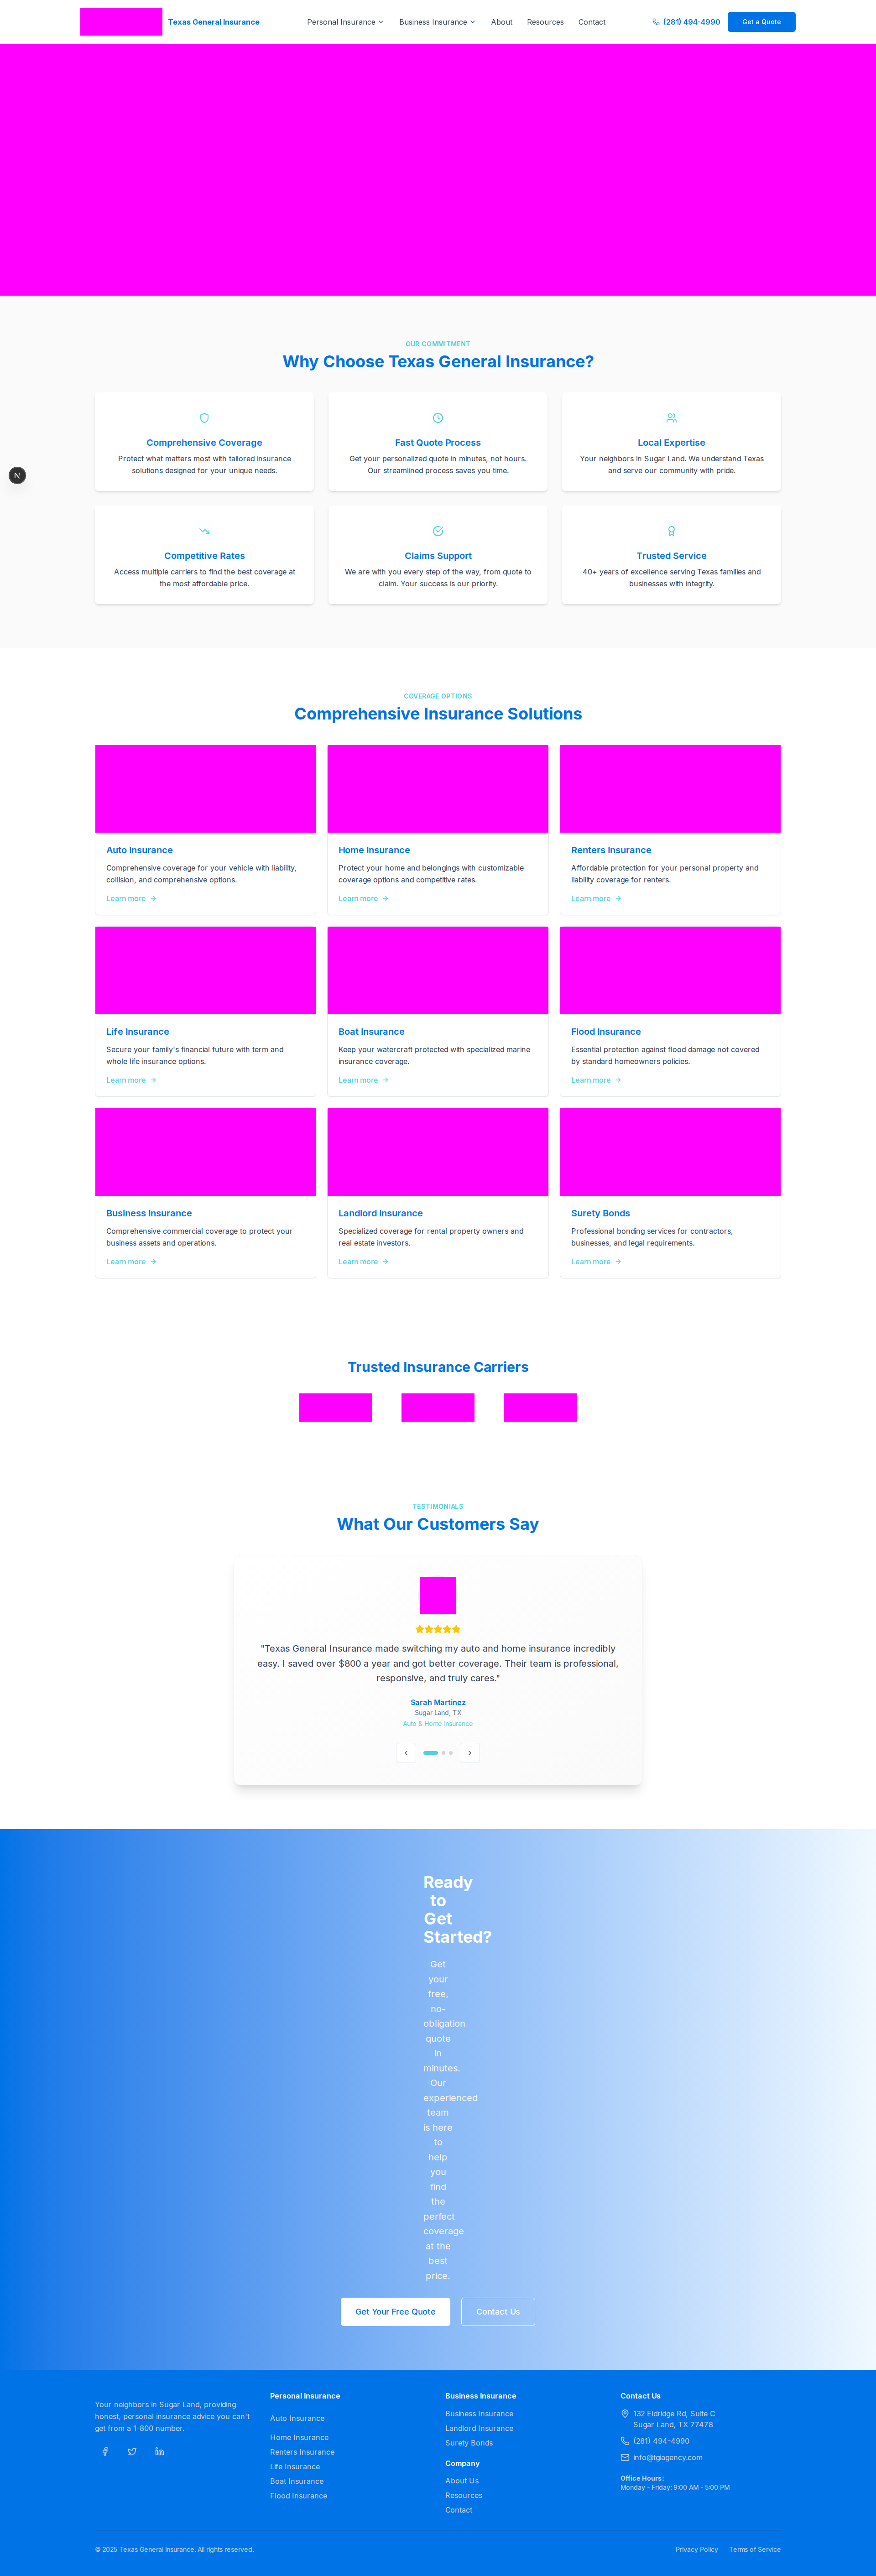 Texas General Insurance
Personal Insurance
Business Insurance
About
Resources
Contact
(281) 494-4990
Get a Quote
OUR COMMITMENT
Why Choose Texas General Insurance?
Comprehensive Coverage
Protect what matters most with tailored insurance
solutions designed for your unique needs.
Fast Quote Process
Get your personalized quote in minutes, not hours.
Our streamlined process saves you time.
Local Expertise
Your neighbors in Sugar Land. We understand Texas
and serve our community with pride.
N
Competitive Rates
Access multiple carriers to find the best coverage at
the most affordable price.
Claims Support
We are with you every step of the way, from quote to
claim. Your success is our priority.
Trusted Service
40+ years of excellence serving Texas families and
businesses with integrity.
COVERAGE OPTIONS
Comprehensive Insurance Solutions
Auto Insurance
Comprehensive coverage for your vehicle with liability,
collision, and comprehensive options.
Learn more
Home Insurance
Protect your home and belongings with customizable
coverage options and competitive rates.
Learn more
Renters Insurance
Affordable protection for your personal property and
liability coverage for renters.
Learn more
Life Insurance
Secure your family's financial future with term and
whole life insurance options.
Learn more
Boat Insurance
Keep your watercraft protected with specialized marine
insurance coverage.
Learn more
Flood Insurance
Essential protection against flood damage not covered
by standard homeowners policies.
Learn more
Business Insurance
Comprehensive commercial coverage to protect your
business assets and operations.
Learn more
Landlord Insurance
Specialized coverage for rental property owners and
real estate investors.
Learn more
Surety Bonds
Professional bonding services for contractors,
businesses, and legal requirements.
Learn more
Trusted Insurance Carriers
TESTIMONIALS
What Our Customers Say
"Texas General Insurance made switching my auto and home insurance incredibly
easy. I saved over $800 a year and got better coverage. Their team is professional,
responsive, and truly cares."
Sarah Martinez
Sugar Land, TX
Auto & Home Insurance
Ready
to
Get
Started?
Get
your
free,
no-
obligation
quote
in
minutes.
Our
experienced
team
is here
to
help
you
find
the
perfect
coverage
at the
best
price.
Get Your Free Quote
Contact Us
Your neighbors in Sugar Land, providing
honest, personal insurance advice you can't
get from a 1-800 number.
Personal Insurance
Auto Insurance
Home Insurance
Renters Insurance
Life Insurance
Boat Insurance
Flood Insurance
Business Insurance
Business Insurance
Landlord Insurance
Surety Bonds
Company
About Us
Resources
Contact
Contact Us
132 Eldridge Rd, Suite C
Sugar Land, TX 77478
(281) 494-4990
info@tgiagency.com
Office Hours:
Monday - Friday: 9:00 AM - 5:00 PM
© 2025 Texas General Insurance. All rights reserved.
Privacy Policy
Terms of Service